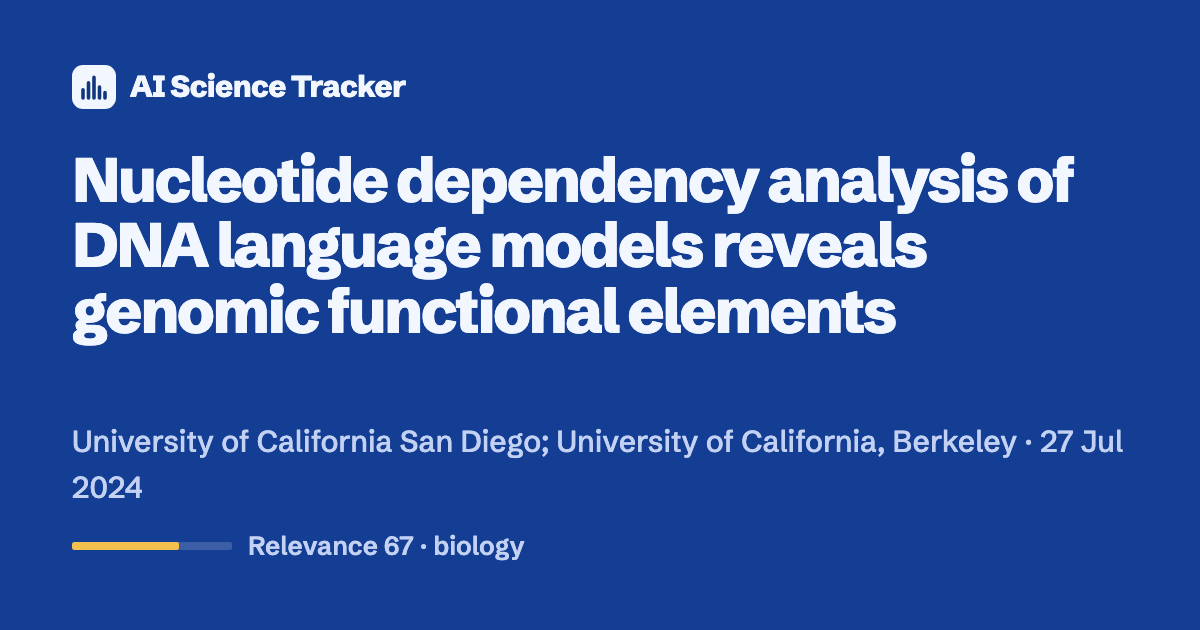 AI Science Tracker
Nucleotide dependency analysis of
DNA language models reveals
genomic functional elements
University of California San Diego; University of California, Berkeley · 27 Jul
2024
Relevance 67 · biology